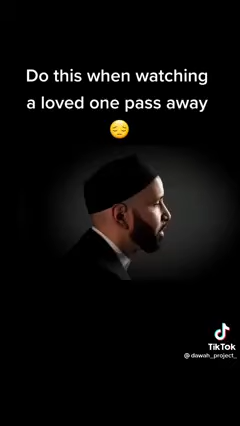 Do this when watching
a loved one pass away
😔
TikTok
@dawah_project_